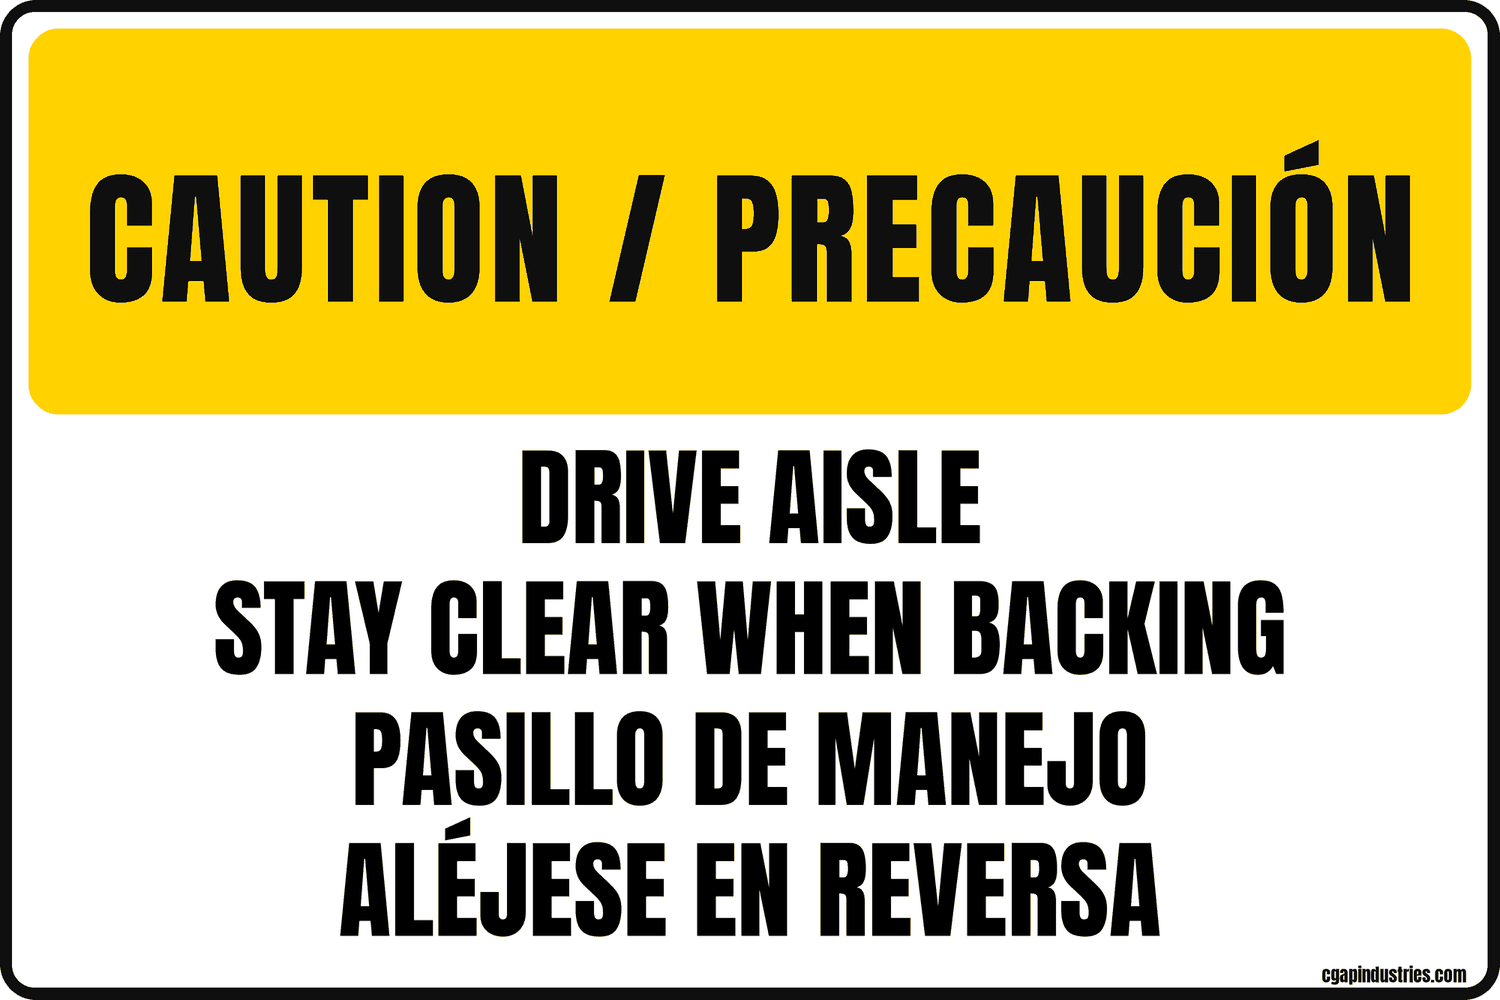 CAUTION / PRECAUCIÓN
DRIVE AISLE
STAY CLEAR WHEN BACKING
PASILLO DE MANEJO
ALÉJESE EN REVERSA
cgapindustries.com